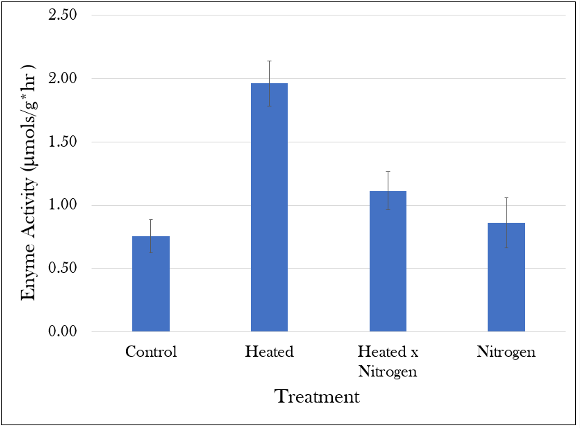 2.50
2.00
1.50
1.00
0.50
0.00
Enyme Activity (µmols/g*hr )
Control
Heated
Heated x
Nitrogen
Nitrogen
Treatment